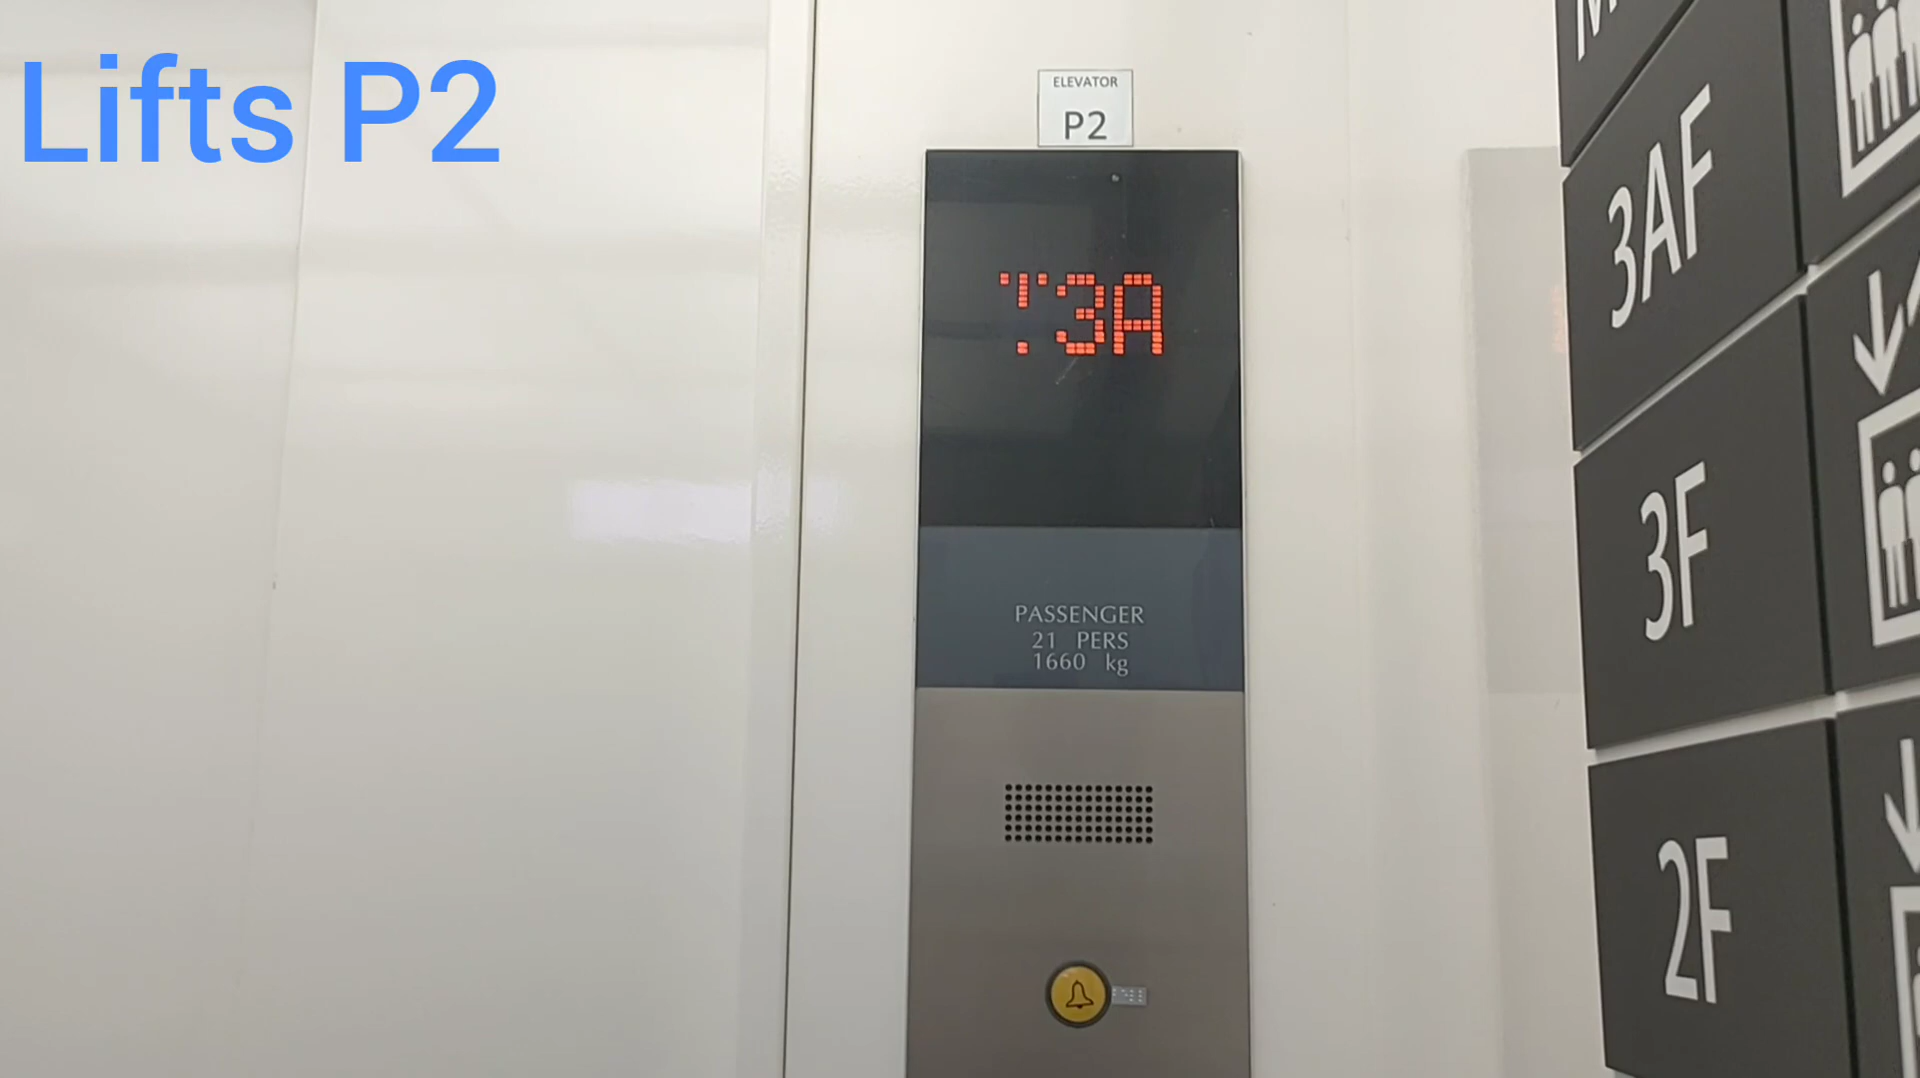 Lifts P2
ELEVATOR
P2
3A
PASSENGER
21 PERS
1660 kg
3AF
3F
2F